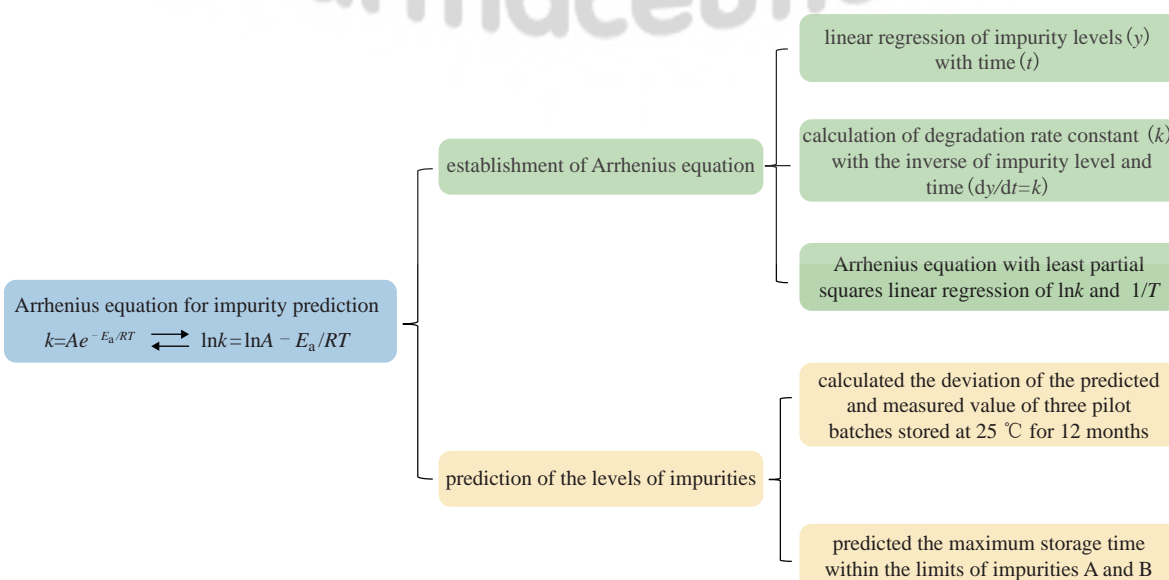 linear regression of impurity levels (y)
with time (t)
calculation of degradation rate constant (k)
with the inverse of impurity level and
time (dy/dt=k)
establishment of Arrhenius equation
Arrhenius equation with least partial
squares linear regression of lnk and 1/T
Arrhenius equation for impurity prediction
k=Ae^{-E_a/RT} ⇄ lnk=lnA − E_a/RT
calculated the deviation of the predicted
and measured value of three pilot
batches stored at 25 ℃ for 12 months
prediction of the levels of impurities
predicted the maximum storage time
within the limits of impurities A and B